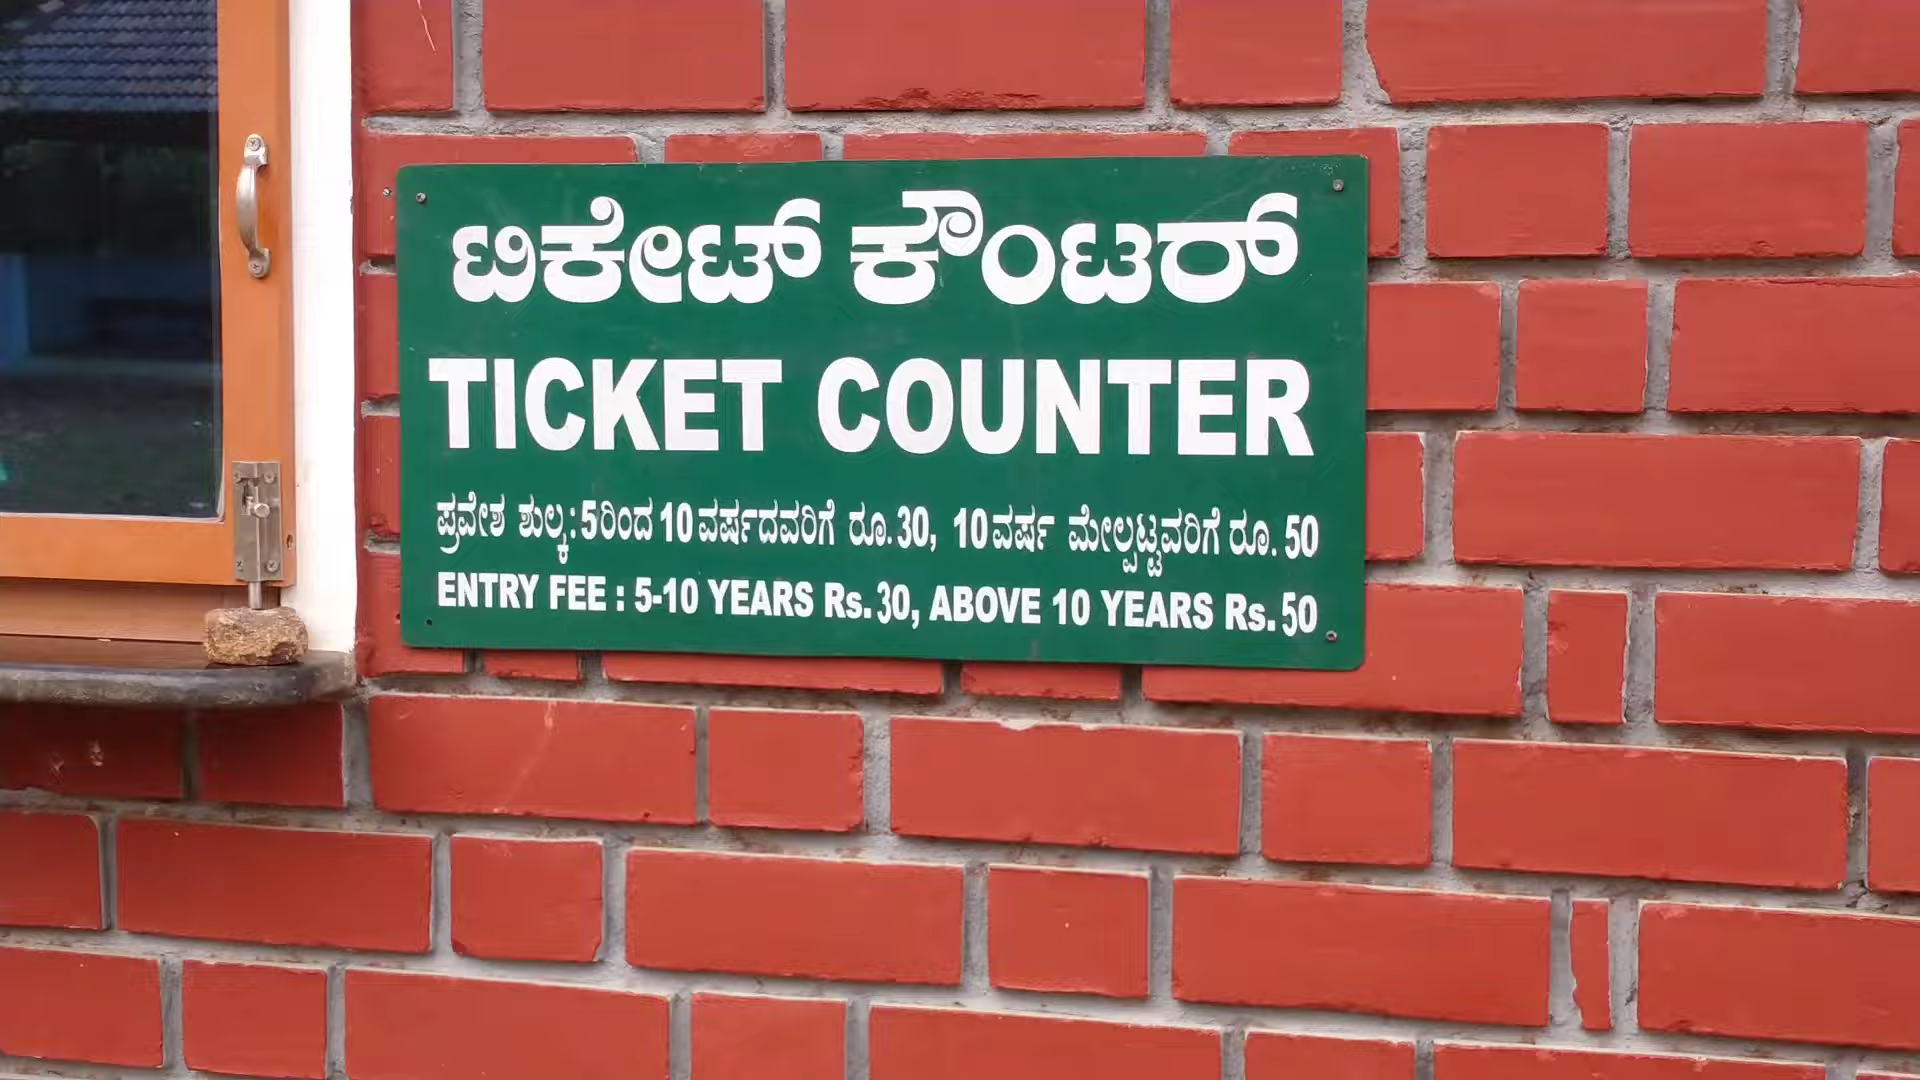 ಟಿಕೇಟ್ ಕೌಂಟರ್
TICKET COUNTER
ಪ್ರವೇಶ ಶುಲ್ಕ: 5ರಿಂದ 10 ವರ್ಷದವರಿಗೆ ರೂ. 30, 10 ವರ್ಷ ಮೇಲ್ಪಟ್ಟವರಿಗೆ ರೂ. 50
ENTRY FEE : 5-10 YEARS Rs. 30, ABOVE 10 YEARS Rs. 50